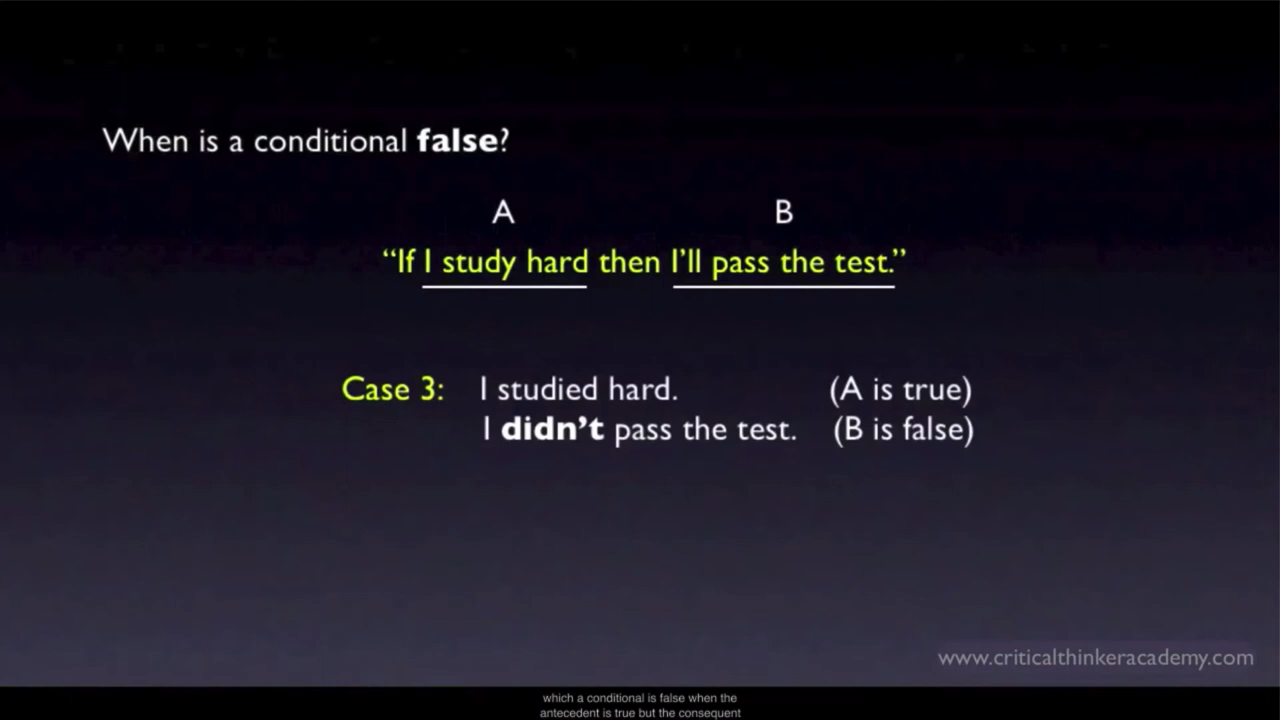 When is a conditional false?
A B
“If I study hard then I’ll pass the test.”
Case 3: I studied hard. (A is true)
I didn’t pass the test. (B is false)
www.criticalthinkeracademy.com
which a conditional is false when the
antecedent is true but the consequent